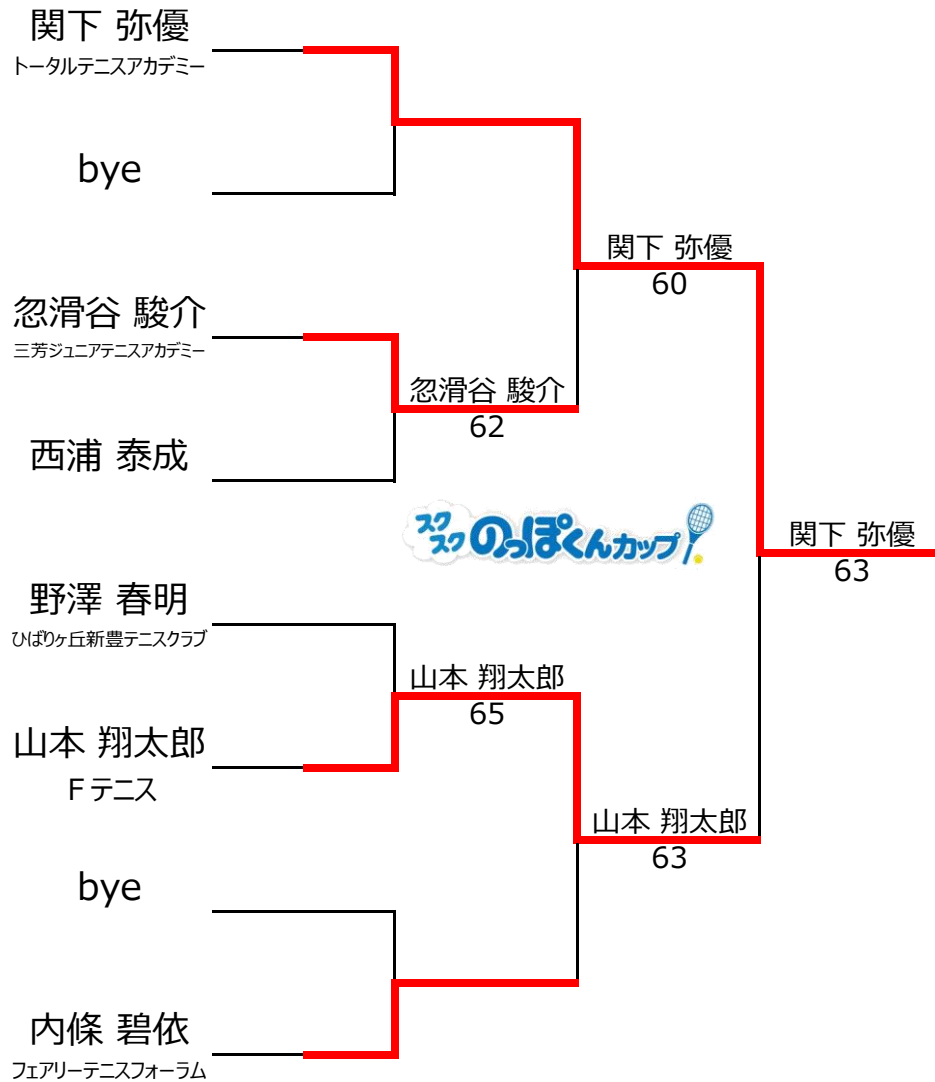 関下 弥優
トータルテニスアカデミー
bye
関下 弥優
60
忽滑谷 駿介
三芳ジュニアテニスアカデミー
忽滑谷 駿介
62
西浦 泰成
スクスクのっぽくんカップ
関下 弥優
63
野澤 春明
ひばりヶ丘新豊テニスクラブ
山本 翔太郎
65
山本 翔太郎
Fテニス
山本 翔太郎
63
bye
内條 碧依
フェアリーテニスフォーラム